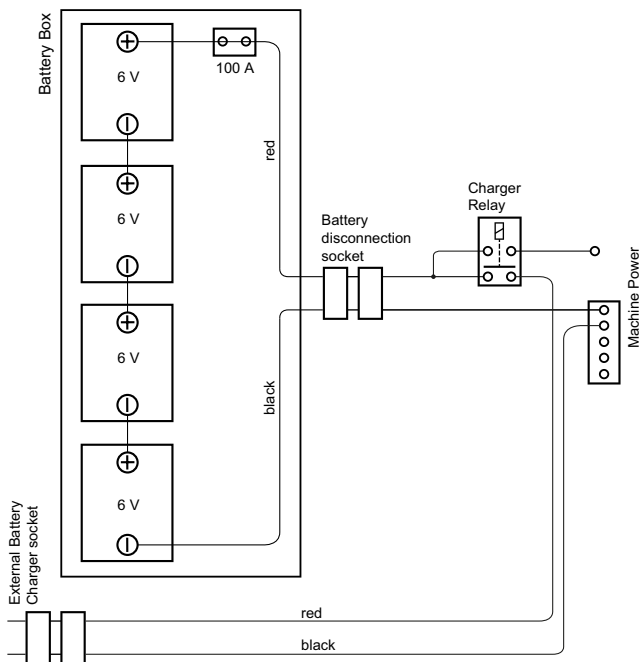 Battery Box
6 V
100 A
red
6 V
Charger
Relay
Battery
disconnection
socket
Machine Power
6 V
black
6 V
External Battery
Charger socket
red
black